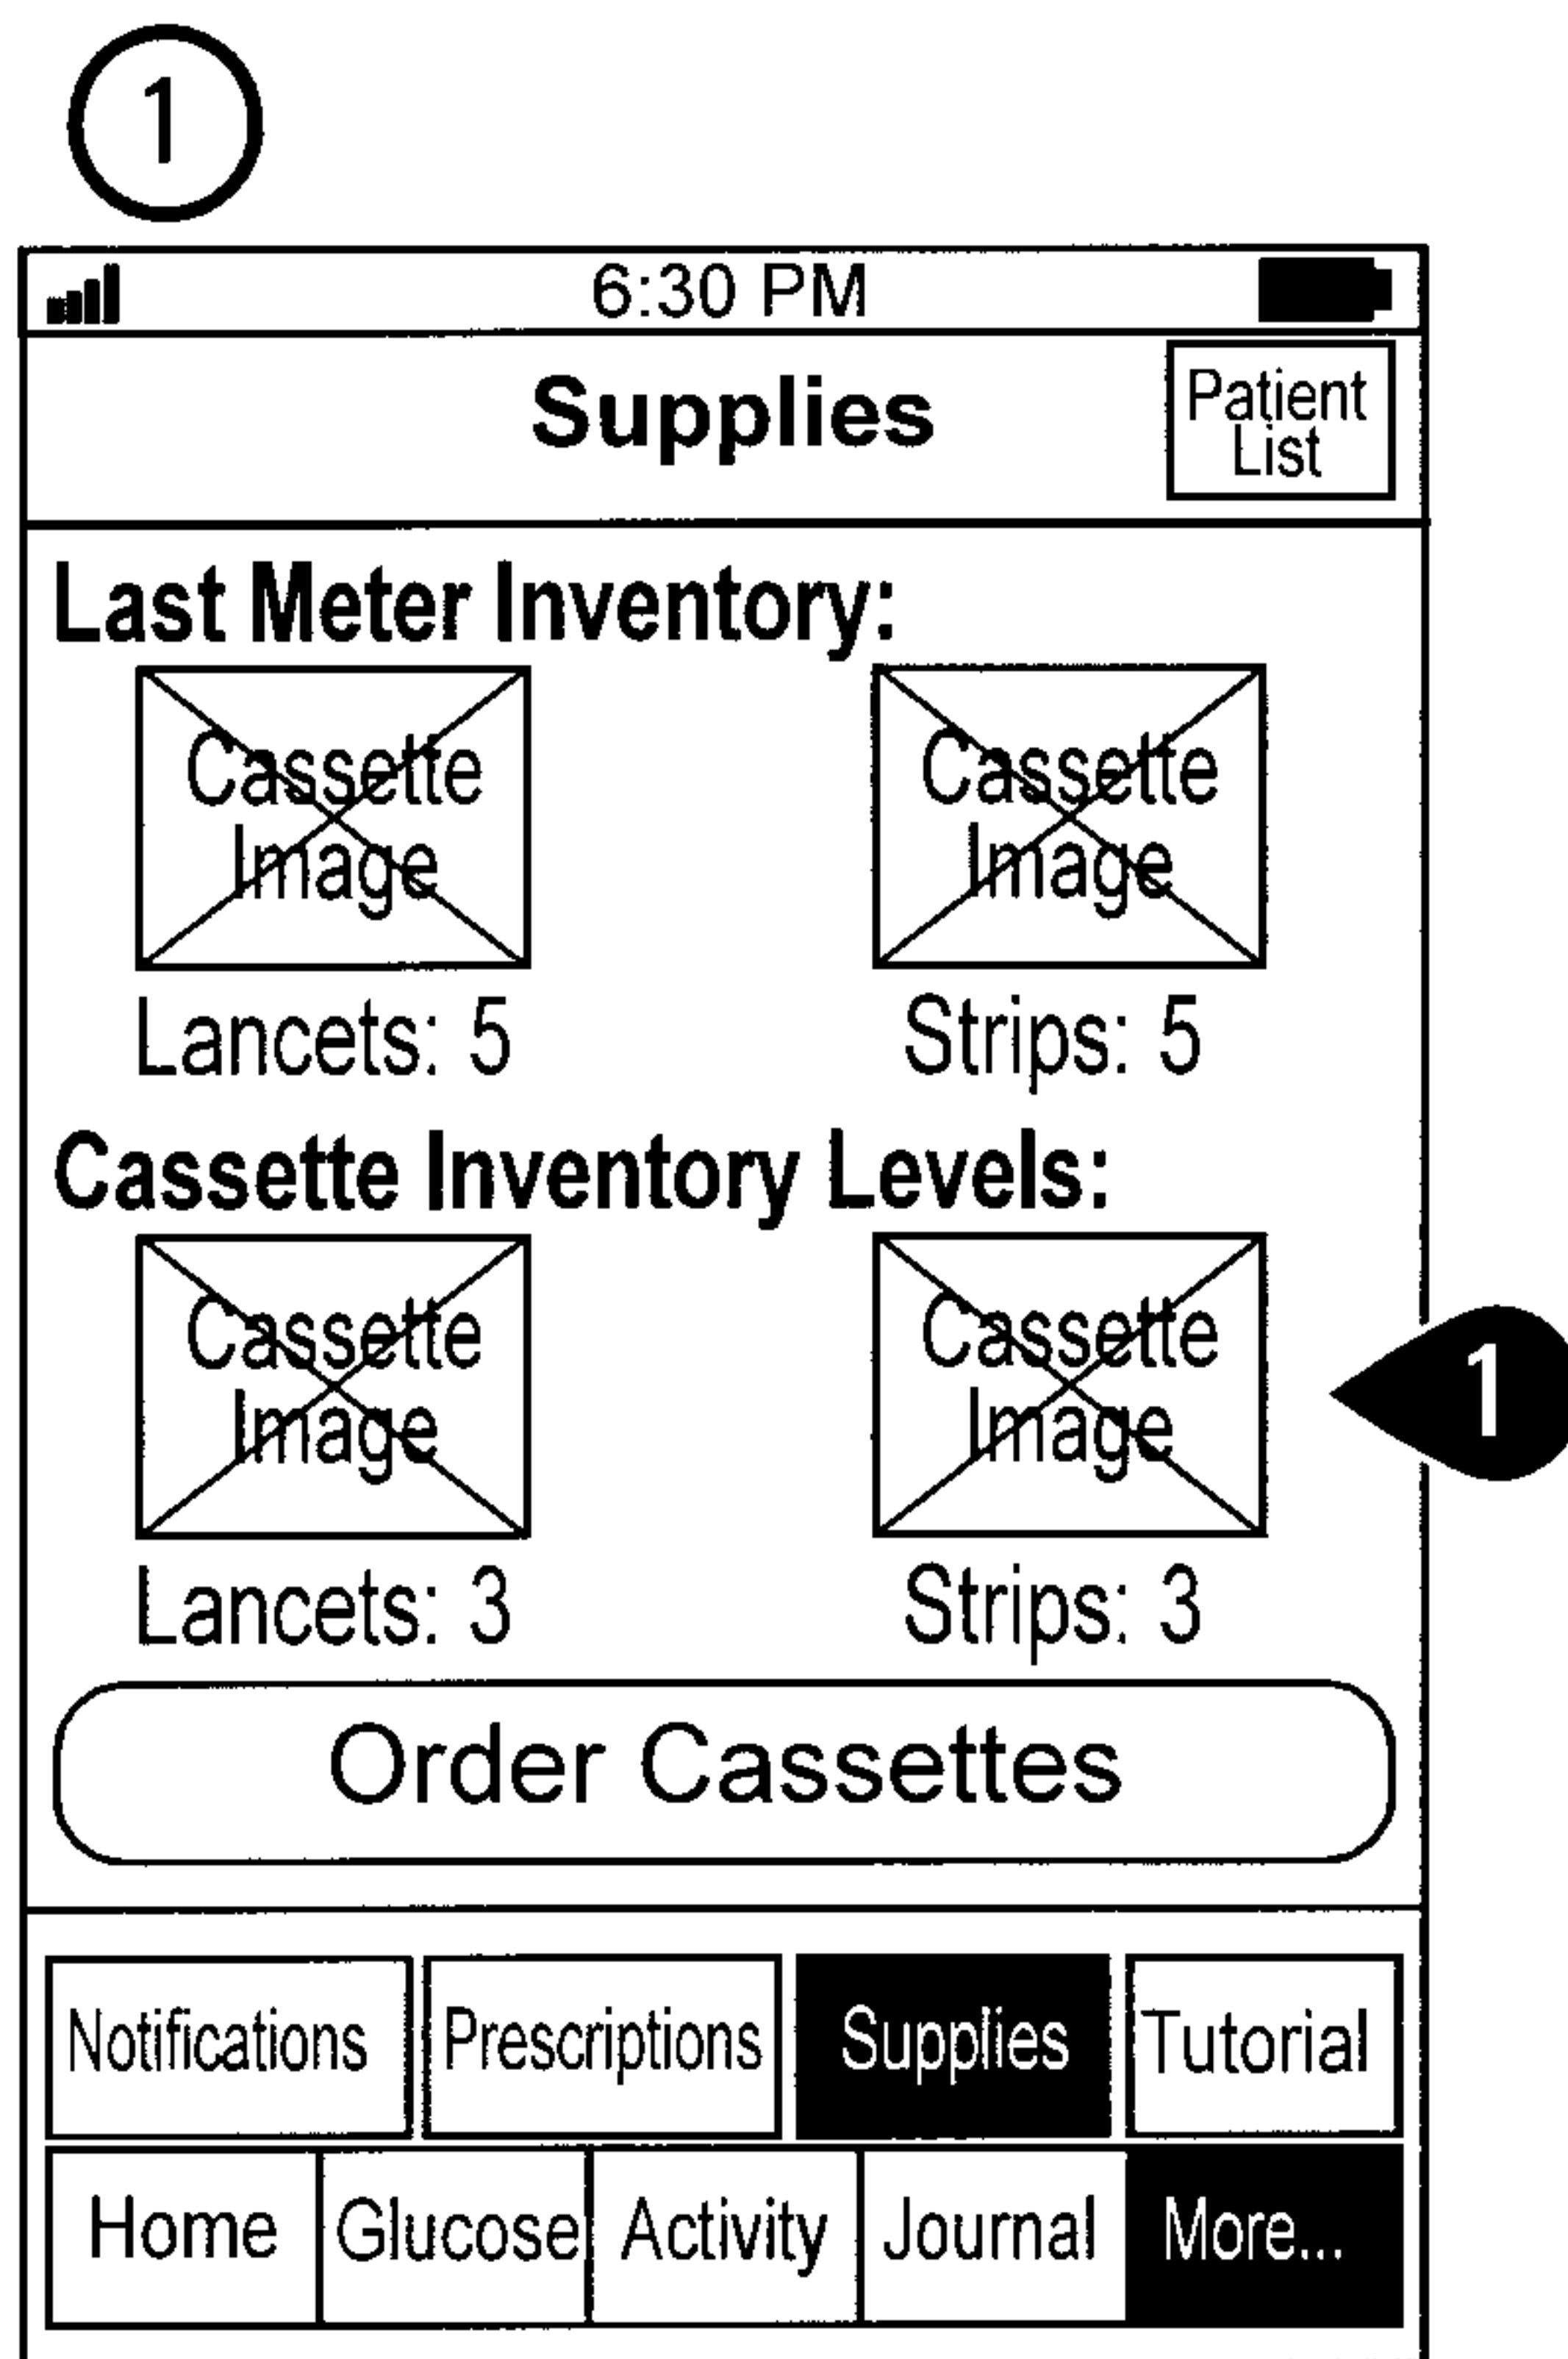 1
6:30 PM
Supplies
Patient
List
Last Meter Inventory:
Cassette
Image
Cassette
Image
Lancets: 5
Strips: 5
Cassette Inventory Levels:
Cassette
Image
Cassette
Image
1
Lancets: 3
Strips: 3
Order Cassettes
Notifications
Prescriptions
Supplies
Tutorial
Home
Glucose
Activity
Journal
More...